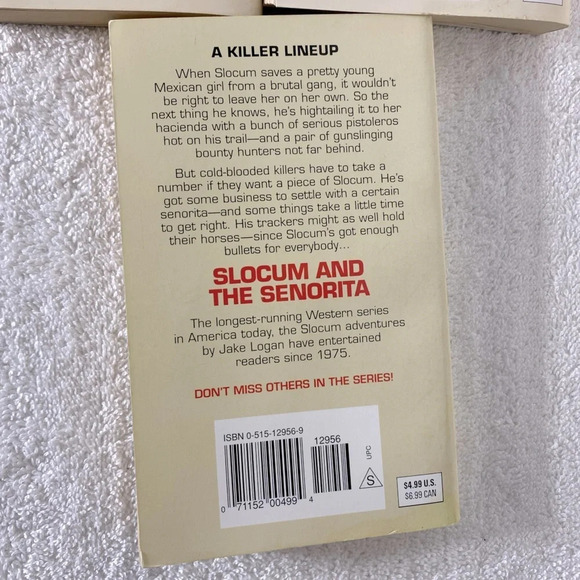 A KILLER LINEUP
When Slocum saves a pretty young
Mexican girl from a brutal gang, it wouldn't
be right to leave her on her own. So the
next thing he knows, he's hightailing it to her
hacienda with a bunch of serious pistoleros
hot on his trail—and a pair of gunslinging
bounty hunters not far behind.
But cold-blooded killers have to take a
number if they want a piece of Slocum. He's
got some business to settle with a certain
senorita—and some things take a little time
to get right. His trackers might as well hold
their horses—since Slocum's got enough
bullets for everybody...
SLOCUM AND
THE SENORITA
The longest-running Western series
in America today, the Slocum adventures
by Jake Logan have entertained
readers since 1975.
DON'T MISS OTHERS IN THE SERIES!
ISBN 0-515-12956-9
12956
0 71152 00499 4
UPC
S
$4.99 U.S.
$6.99 CAN